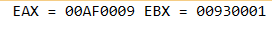 EAX = 00AF0009 EBX = 00930001